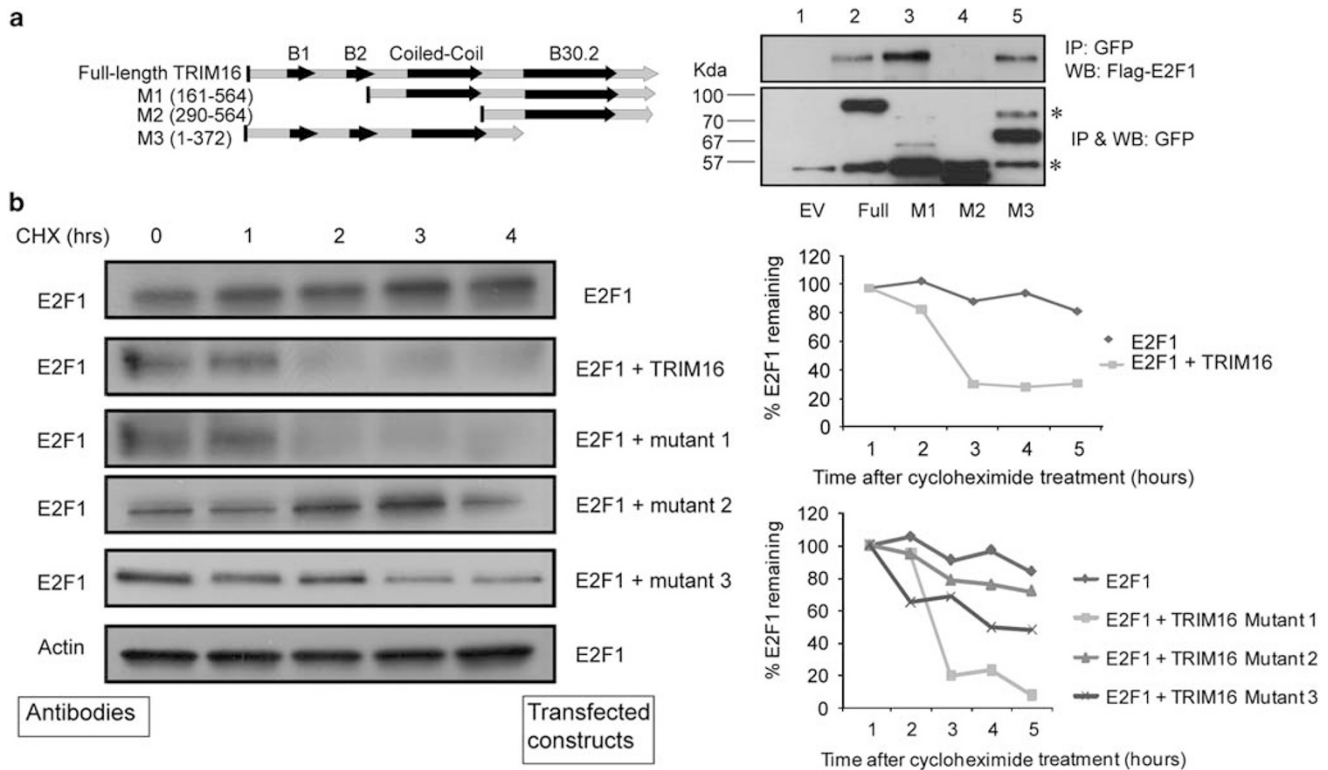 a
B1 B2 Coiled-Coil B30.2
Full-length TRIM16
M1 (161-564)
M2 (290-564)
M3 (1-372)
1 2 3 4 5
IP: GFP
WB: Flag-E2F1
Kda
100
70
67
57
*
IP & WB: GFP
*
EV Full M1 M2 M3
b
CHX (hrs) 0 1 2 3 4
E2F1 E2F1
E2F1 E2F1 + TRIM16
E2F1 E2F1 + mutant 1
E2F1 E2F1 + mutant 2
E2F1 E2F1 + mutant 3
Actin E2F1
Antibodies
Transfected
constructs
% E2F1 remaining
120
100
80
60
40
20
0
1 2 3 4 5
Time after cycloheximide treatment (hours)
E2F1
E2F1 + TRIM16
% E2F1 remaining
120
100
80
60
40
20
0
1 2 3 4 5
Time after cycloheximide treatment (hours)
E2F1
E2F1 + TRIM16 Mutant 1
E2F1 + TRIM16 Mutant 2
E2F1 + TRIM16 Mutant 3